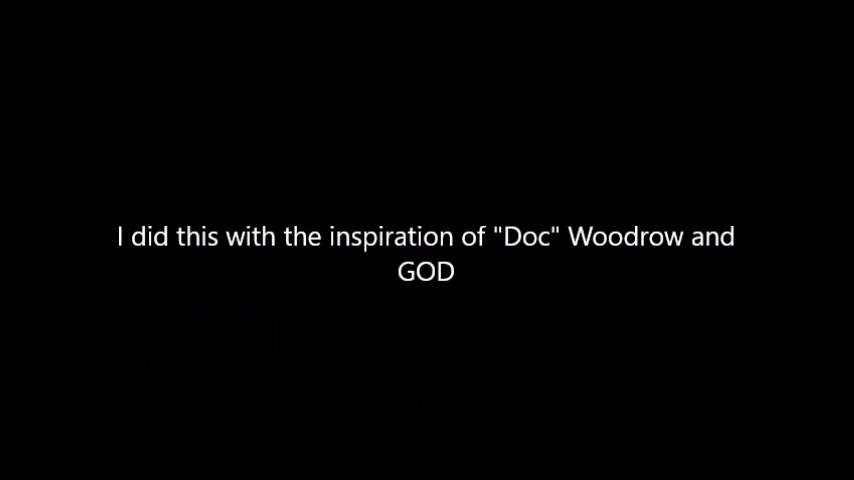 I did this with the inspiration of "Doc" Woodrow and
GOD